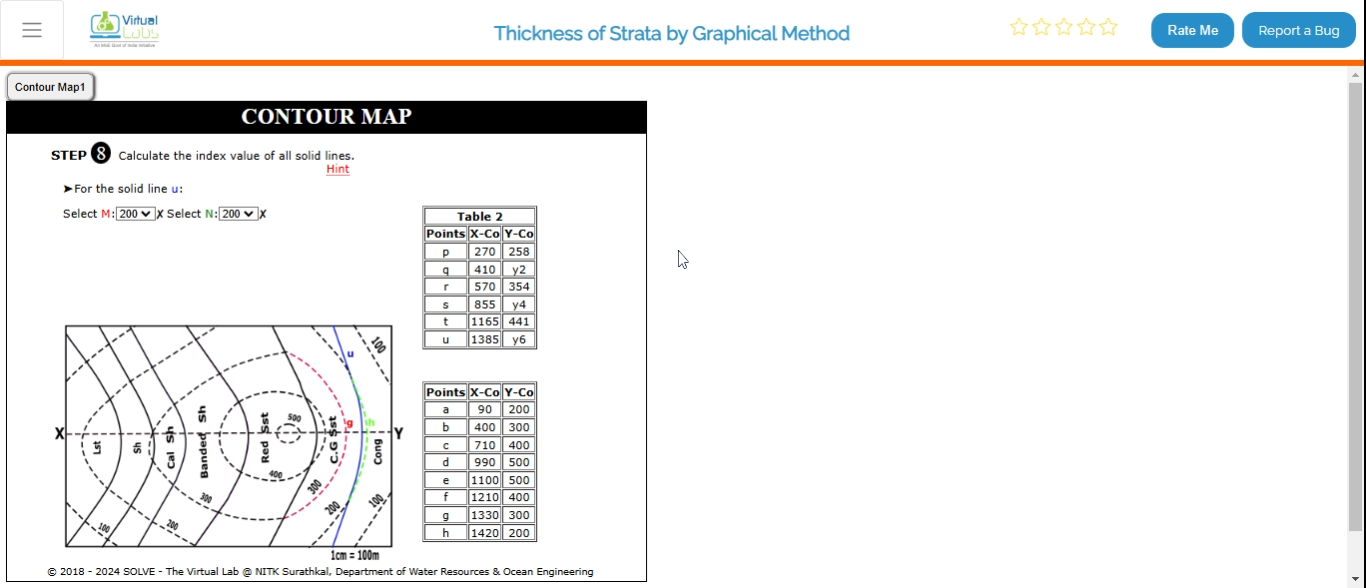 Virtual
Labs
An MoE Govt of India Initiative
Thickness of Strata by Graphical Method
Rate Me
Report a Bug
Contour Map1
CONTOUR MAP
STEP 8 Calculate the index value of all solid lines.
Hint
➤For the solid line u:
Select M: 200 X Select N: 200 X
Table 2
Points X-Co Y-Co
p 270 258
q 410 y2
r 570 354
s 855 y4
t 1165 441
u 1385 y6
Points X-Co Y-Co
a 90 200
b 400 300
c 710 400
d 990 500
e 1100 500
f 1210 400
g 1330 300
h 1420 200
100
u
500
g
h
X
Y
Lst
Sh
Cal Sh
Banded Sh
Red Sst
C.G Sst
Cong
400
300
300
200
100
100
200
1cm = 100m
© 2018 - 2024 SOLVE - The Virtual Lab @ NITK Surathkal, Department of Water Resources & Ocean Engineering